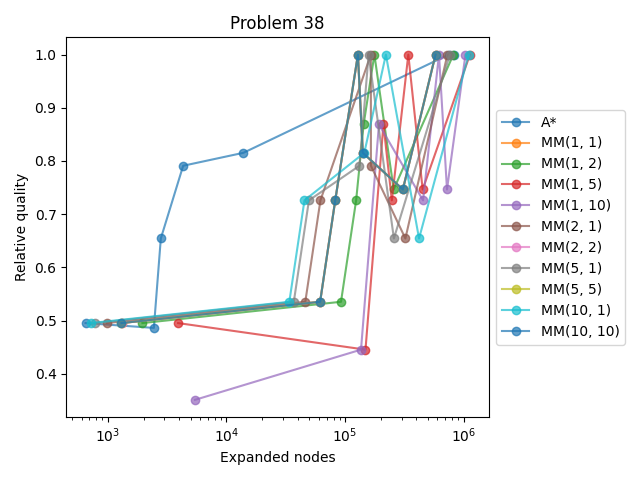 Problem 38
1.0
0.9
0.8
0.7
0.6
0.5
0.4
Relative quality
10³
10⁴
10⁵
10⁶
Expanded nodes
A*
MM(1, 1)
MM(1, 2)
MM(1, 5)
MM(1, 10)
MM(2, 1)
MM(2, 2)
MM(5, 1)
MM(5, 5)
MM(10, 1)
MM(10, 10)